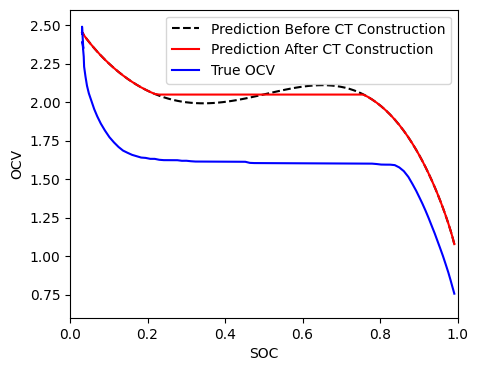 Prediction Before CT Construction
Prediction After CT Construction
True OCV
2.50
2.25
2.00
1.75
1.50
1.25
1.00
0.75
OCV
0.0 0.2 0.4 0.6 0.8 1.0
SOC